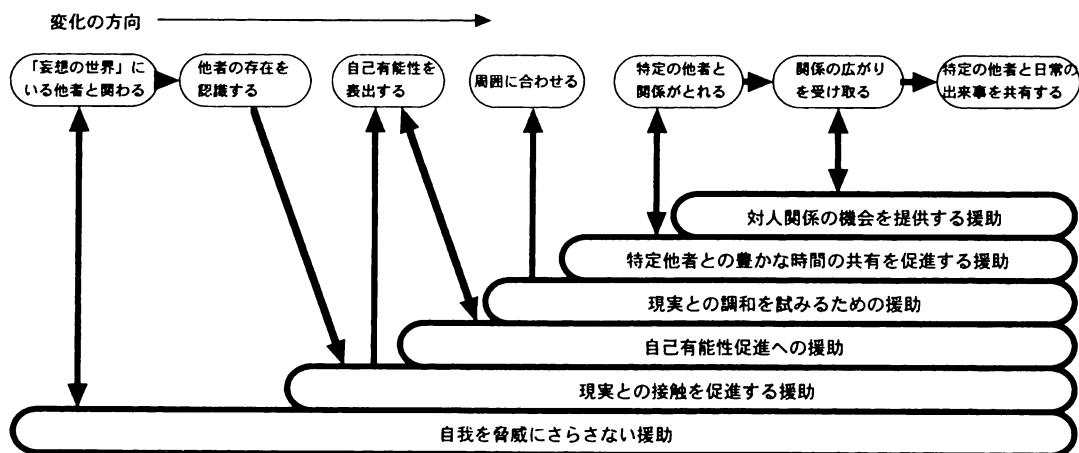 変化の方向
「妄想の世界」に
いる他者と関わる
他者の存在を
認識する
自己有能性を
表出する
周囲に合わせる
特定の他者と
関係がとれる
関係の広がり
を受け取る
特定の他者と日常の
出来事を共有する
対人関係の機会を提供する援助
特定他者との豊かな時間の共有を促進する援助
現実との調和を試みるための援助
自己有能性促進への援助
現実との接触を促進する援助
自我を脅威にさらさない援助